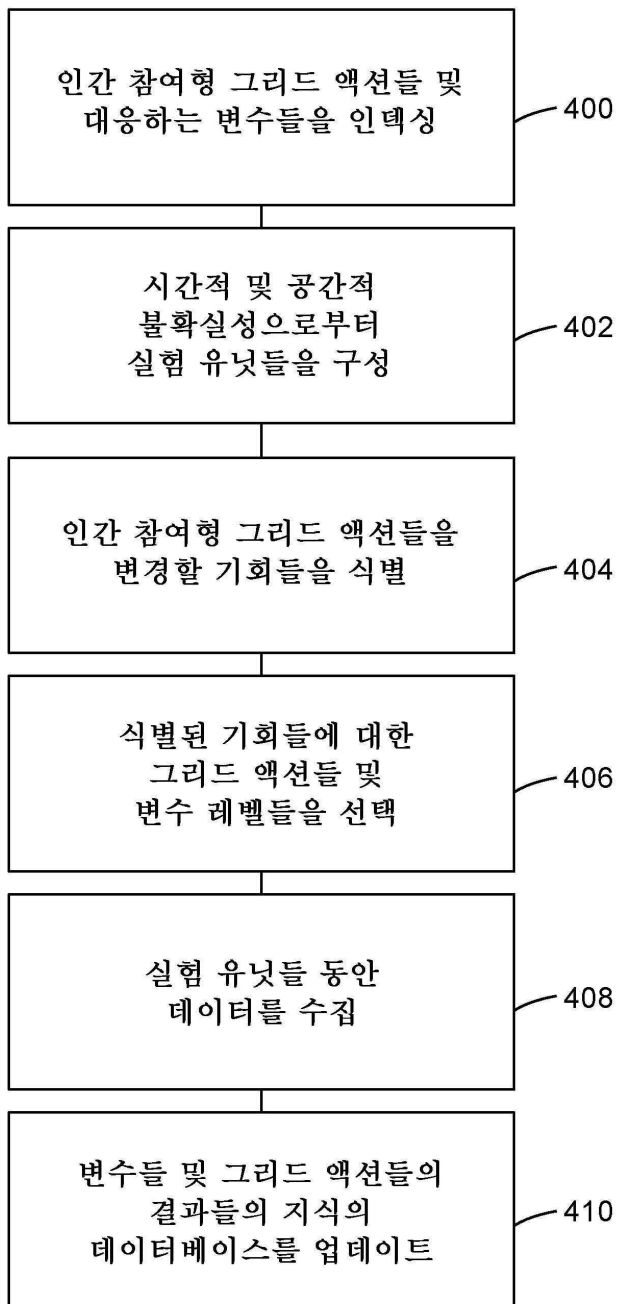 인간 참여형 그리드 액션들 및
대응하는 변수들을 인덱싱
400
시간적 및 공간적
불확실성으로부터
실험 유닛들을 구성
402
인간 참여형 그리드 액션들을
변경할 기회들을 식별
404
식별된 기회들에 대한
그리드 액션들 및
변수 레벨들을 선택
406
실험 유닛들 동안
데이터를 수집
408
변수들 및 그리드 액션들의
결과들의 지식의
데이터베이스를 업데이트
410